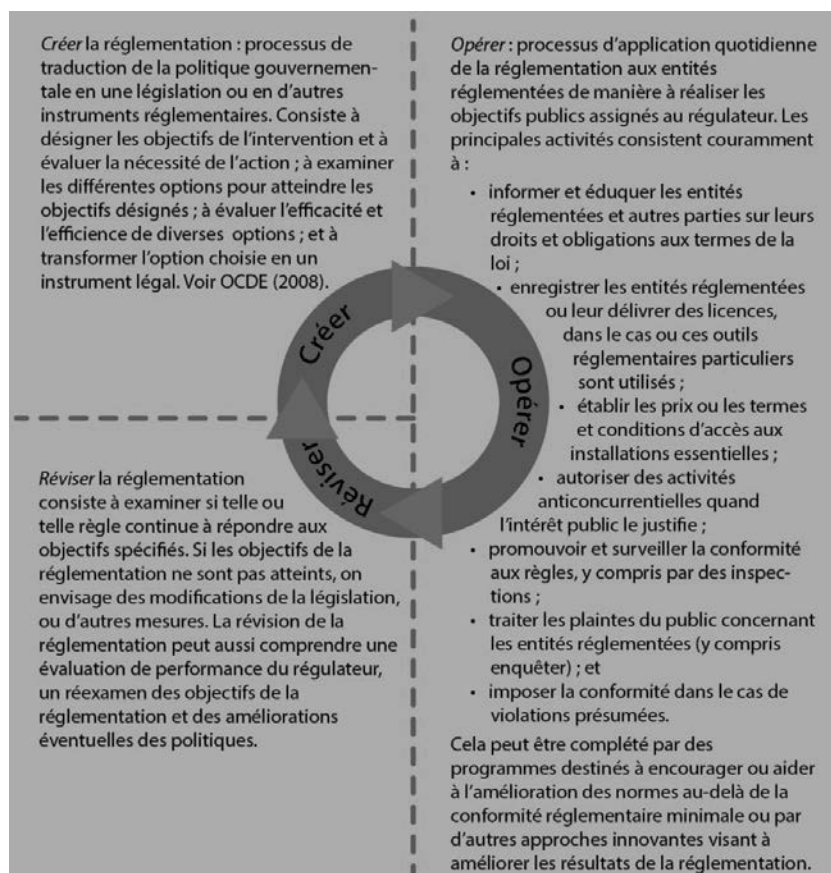 Créer la réglementation : processus de
traduction de la politique gouvernemen-
tale en une législation ou en d'autres
instruments réglementaires. Consiste à
désigner les objectifs de l'intervention et à
évaluer la nécessité de l'action ; à examiner
les différentes options pour atteindre les
objectifs désignés ; à évaluer l'efficacité et
l'efficience de diverses options ; et à
transformer l'option choisie en un
instrument légal. Voir OCDE (2008).
Opérer : processus d'application quotidienne
de la réglementation aux entités
réglementées de manière à réaliser les
objectifs publics assignés au régulateur. Les
principales activités consistent couramment
à :
• informer et éduquer les entités
réglementées et autres parties sur leurs
droits et obligations aux termes de la
loi ;
• enregistrer les entités réglementées
ou leur délivrer des licences,
dans le cas ou ces outils
réglementaires particuliers
sont utilisés ;
• établir les prix ou les termes
et conditions d'accès aux
installations essentielles ;
• autoriser des activités
anticoncurrentielles quand
l'intérêt public le justifie ;
• promouvoir et surveiller la conformité
aux règles, y compris par des inspec-
tions ;
• traiter les plaintes du public concernant
les entités réglementées (y compris
enquêter) ; et
• imposer la conformité dans le cas de
violations présumées.
Cela peut être complété par des
programmes destinés à encourager ou aider
à l'amélioration des normes au-delà de la
conformité réglementaire minimale ou par
d'autres approches innovantes visant à
améliorer les résultats de la réglementation.
Créer
Opérer
Réviser
Réviser la réglementation
consiste à examiner si telle ou
telle règle continue à répondre aux
objectifs spécifiés. Si les objectifs de la
réglementation ne sont pas atteints, on
envisage des modifications de la législation,
ou d'autres mesures. La révision de la
réglementation peut aussi comprendre une
évaluation de performance du régulateur,
un réexamen des objectifs de la
réglementation et des améliorations
éventuelles des politiques.